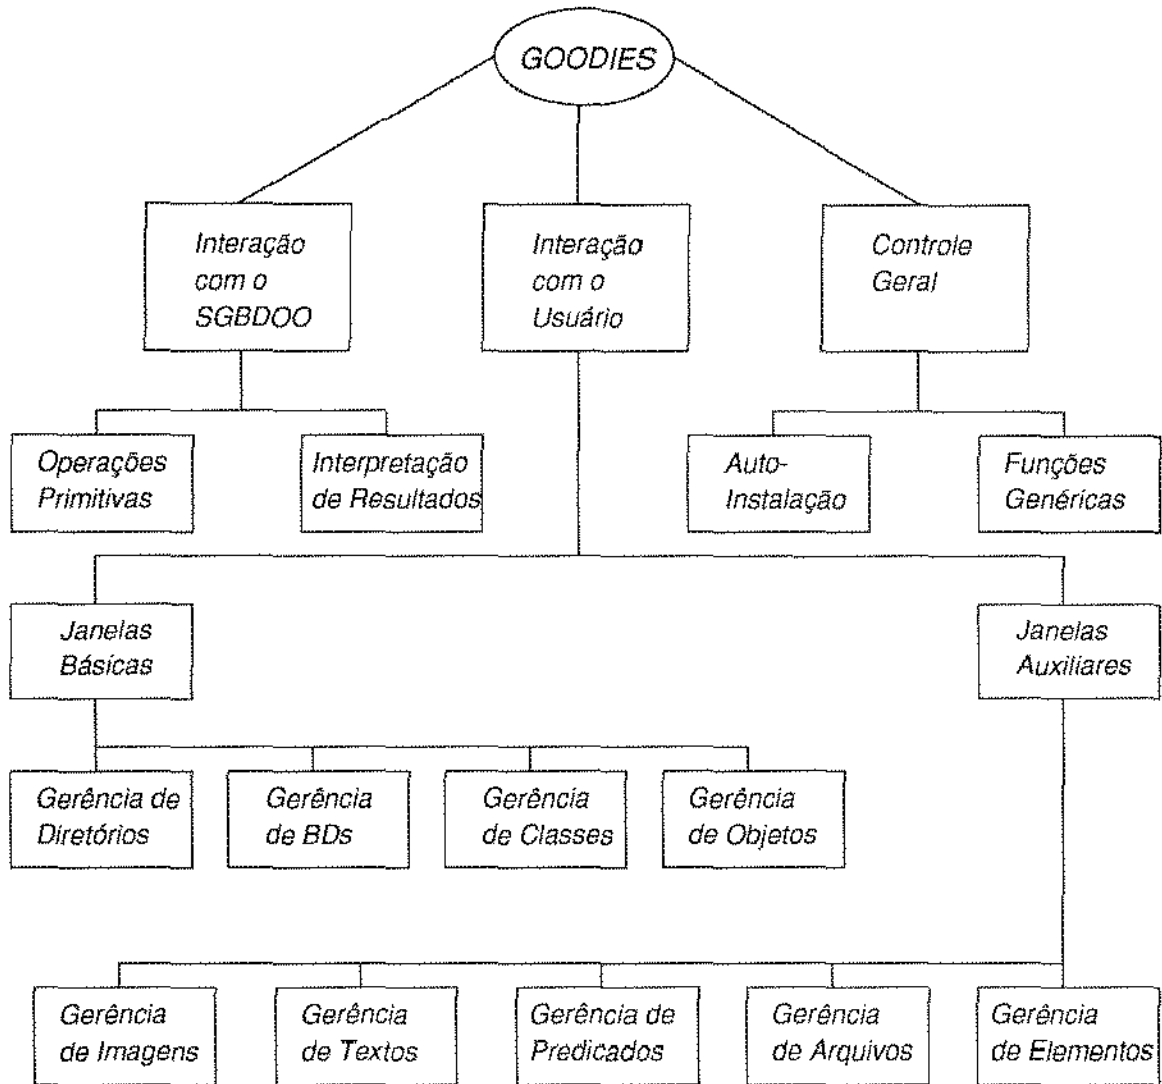 GOODIES
Interação
com o
SGBDOO
Interação
com o
Usuário
Controle
Geral
Operações
Primitivas
Interpretação
de Resultados
Auto-
Instalação
Funções
Genéricas
Janelas
Básicas
Janelas
Auxiliares
Gerência de
Diretórios
Gerência
de BDs
Gerência
de Classes
Gerência
de Objetos
Gerência
de Imagens
Gerência
de Textos
Gerência de
Predicados
Gerência
de Arquivos
Gerência
de Elementos